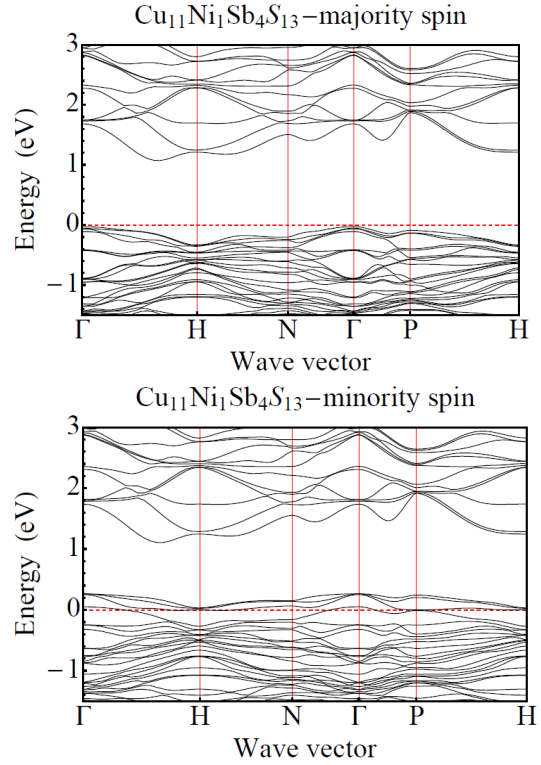 Cu₁₁Ni₁Sb₄S₁₃−majority spin
3
2
1
0
−1
Energy (eV)
Γ H N Γ P H
Wave vector
Cu₁₁Ni₁Sb₄S₁₃−minority spin
3
2
1
0
−1
Energy (eV)
Γ H N Γ P H
Wave vector